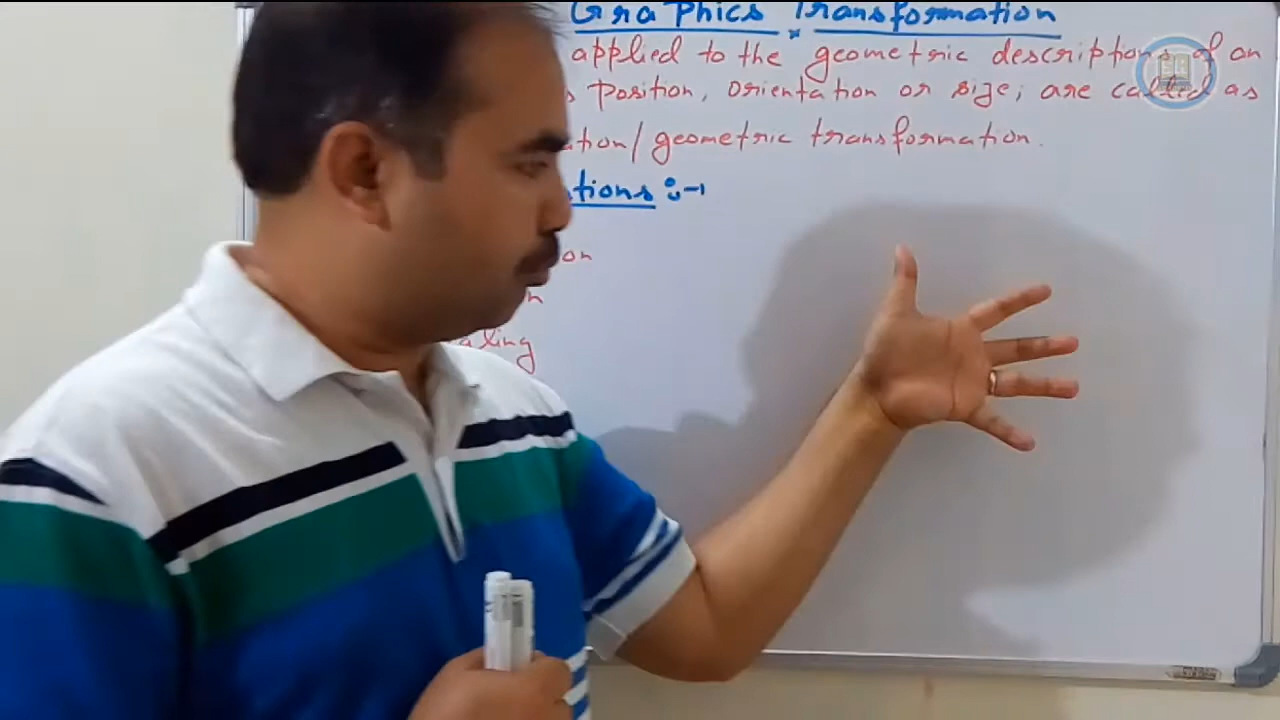 Graphics Transformation
applied to the geometric descriptions of an
s position, orientation or size, are called as
ation/geometric transformation.
ations :-
on
n
aling